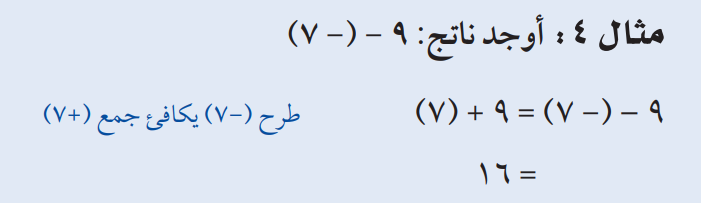 مثال ٤ : أوجد ناتج: ٩ – (– ٧)
٩ – (– ٧) = ٩ + (٧) طرح (–٧) يكافئ جمع (+٧)
= ١٦